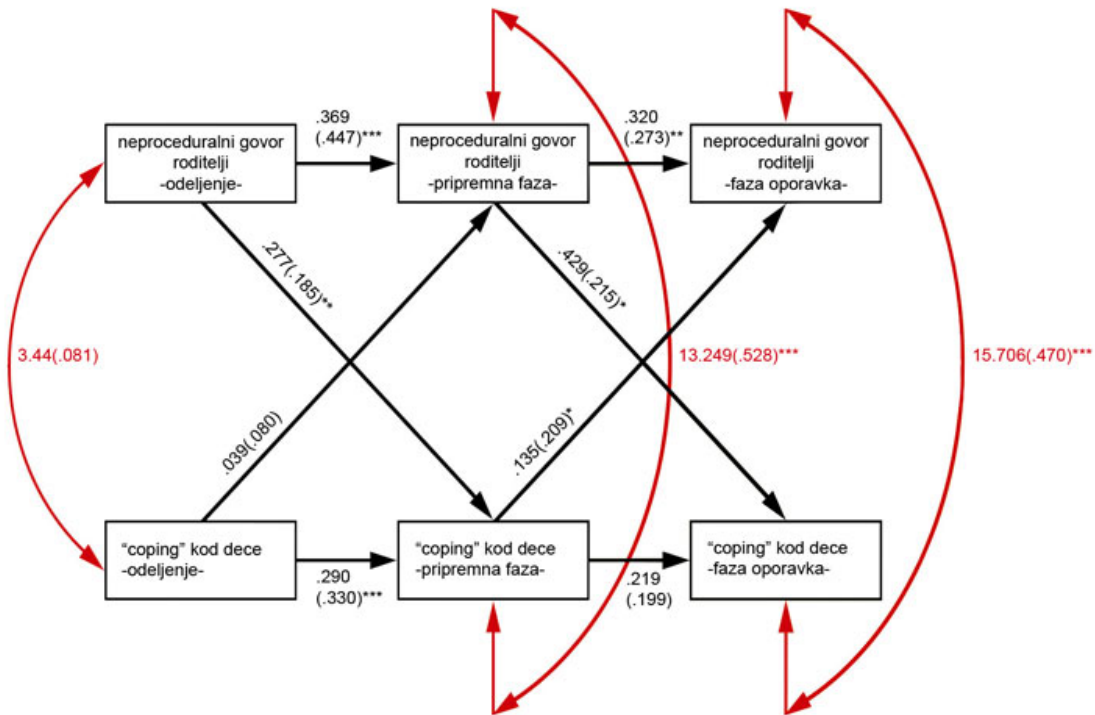 .369
(.447)***
.320
(.273)**
neproceduralni govor
roditelji
-odeljenje-
neproceduralni govor
roditelji
-pripremna faza-
neproceduralni govor
roditelji
-faza oporavka-
.277(.185)**
.429(.215)*
3.44(.081)
13.249(.528)***
15.706(.470)***
.039(.080)
.135(.209)*
“coping” kod dece
-odeljenje-
“coping” kod dece
-pripremna faza-
“coping” kod dece
-faza oporavka-
.290
(.330)***
.219
(.199)